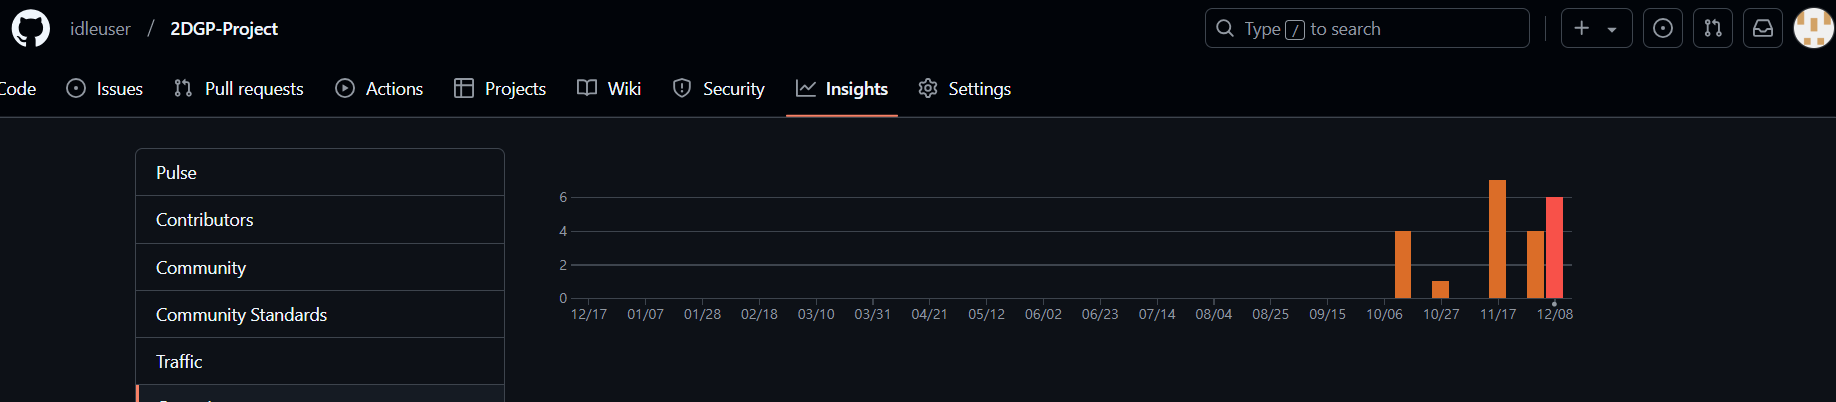 idleuser / 2DGP-Project
Type / to search
Code Issues Pull requests Actions Projects Wiki Security Insights Settings
Pulse
Contributors
Community
Community Standards
Traffic
6
4
2
0
12/17 01/07 01/28 02/18 03/10 03/31 04/21 05/12 06/02 06/23 07/14 08/04 08/25 09/15 10/06 10/27 11/17 12/08